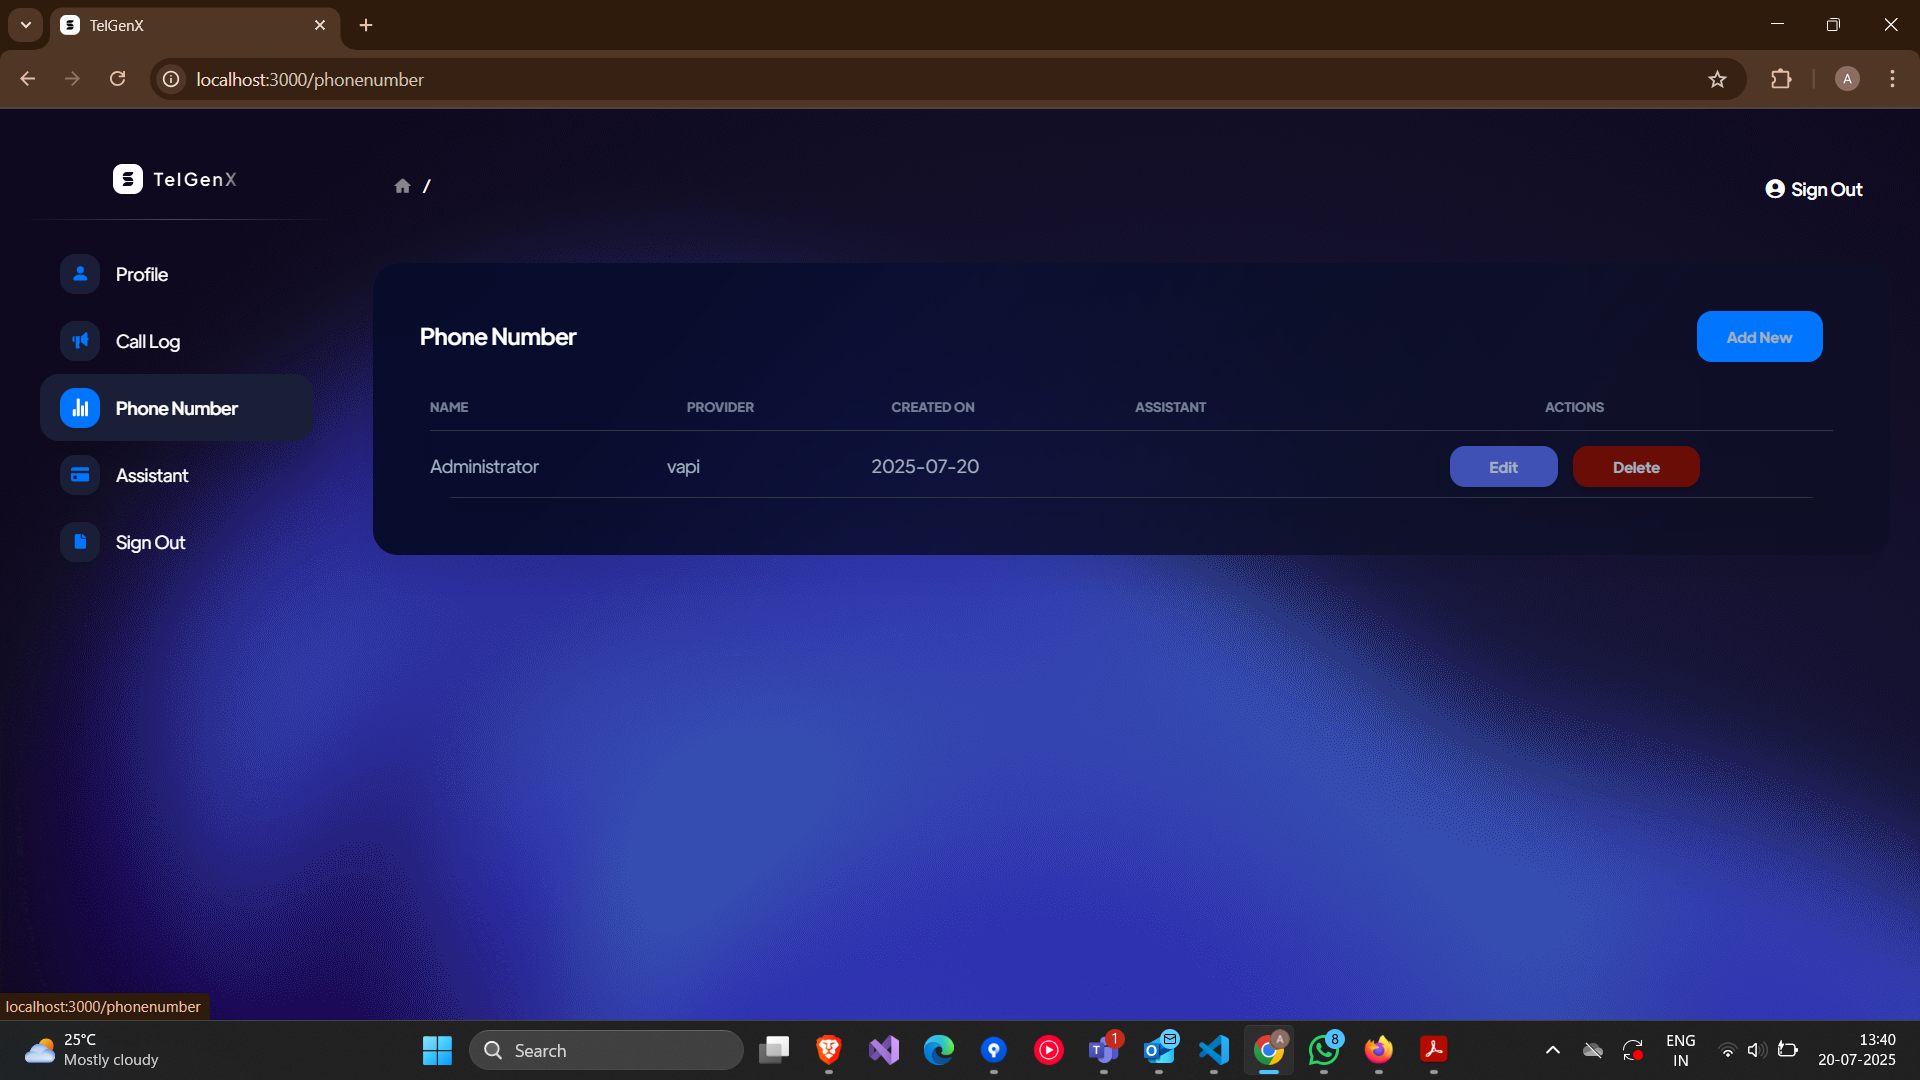 TelGenX
localhost:3000/phonenumber
A
TelGenX
/
Sign Out
Profile
Call Log
Phone Number
Assistant
Sign Out
Phone Number
Add New
NAME PROVIDER CREATED ON ASSISTANT ACTIONS
Administrator vapi 2025-07-20 Edit Delete
localhost:3000/phonenumber
25°C
Mostly cloudy
Search
1
A
8
ENG
IN
13:40
20-07-2025